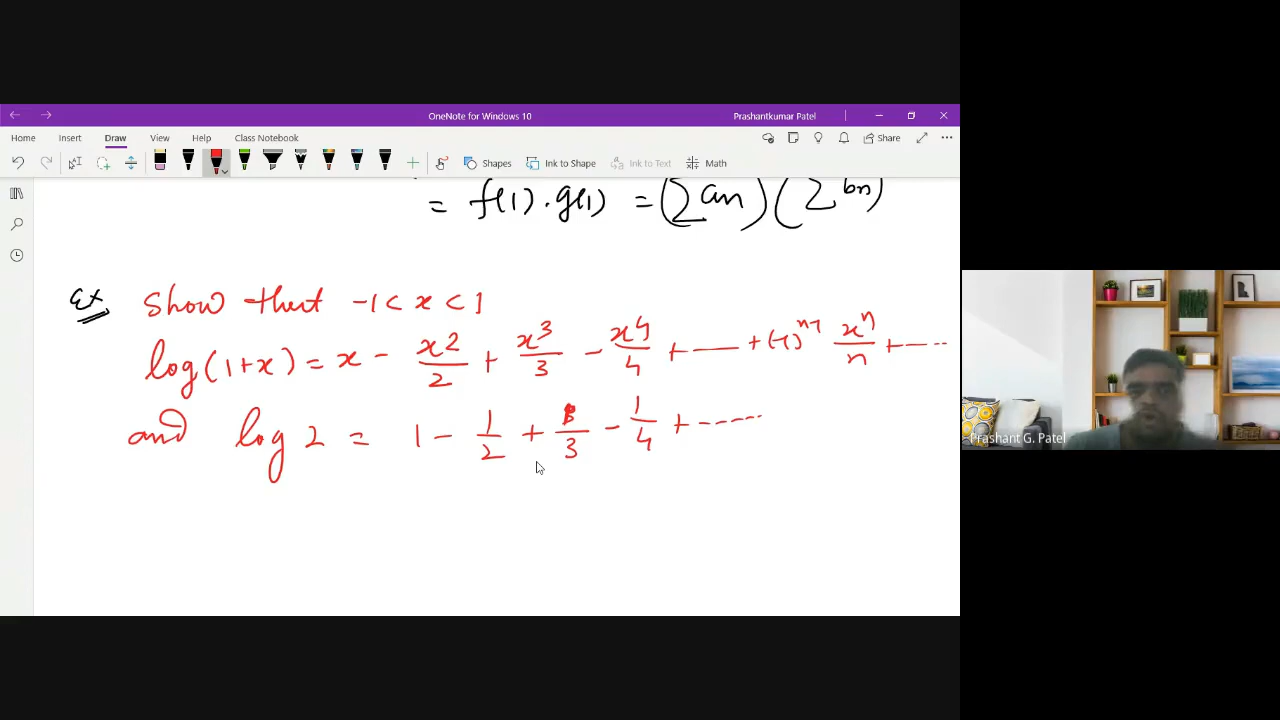 OneNote for Windows 10
Prashantkumar Patel
Home Insert Draw View Help Class Notebook Share
Shapes Ink to Shape Ink to Text Math
= f(1) . g(1) = (∑ an) (∑ bn)
Ex show that -1 < x < 1
log(1+x) = x - x²/2 + x³/3 - x⁴/4 + ---- + (-1)ⁿ⁻¹ xⁿ/n + ----
and log 2 = 1 - 1/2 + 1/3 - 1/4 + ------
Prashant G. Patel